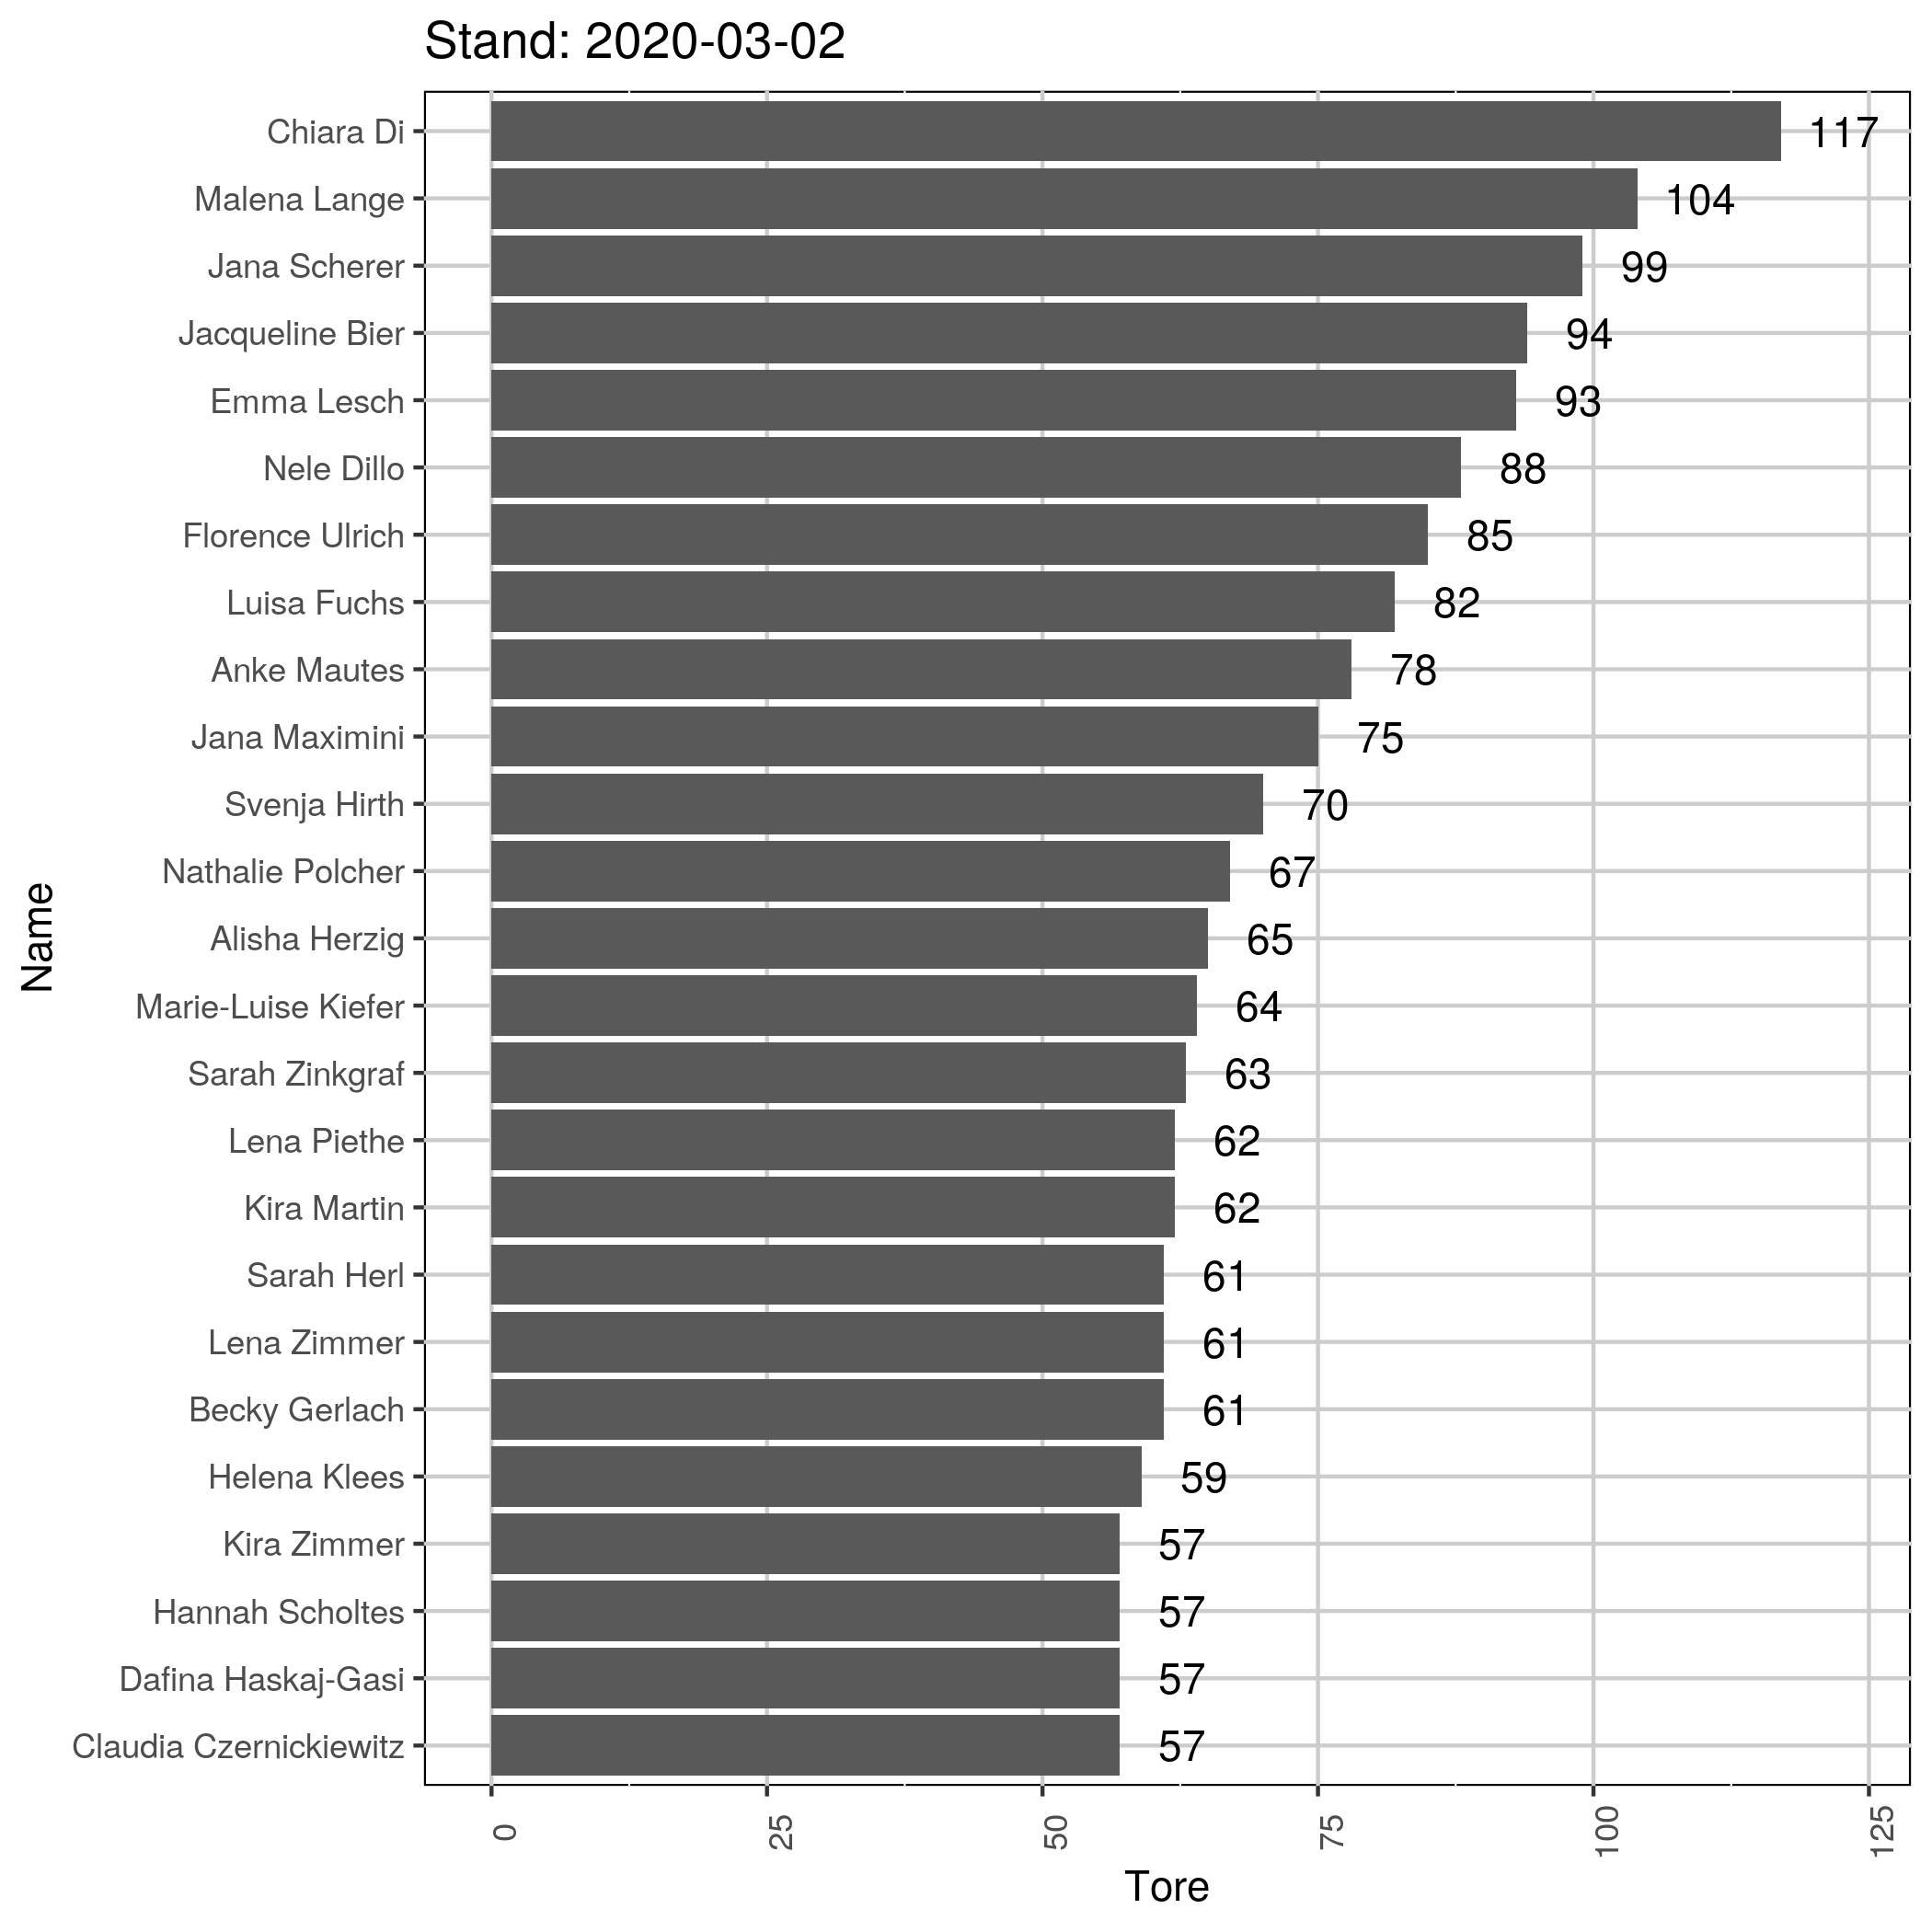 Stand: 2020-03-02
Chiara Di 117
Malena Lange 104
Jana Scherer 99
Jacqueline Bier 94
Emma Lesch 93
Nele Dillo 88
Florence Ulrich 85
Luisa Fuchs 82
Anke Mautes 78
Jana Maximini 75
Svenja Hirth 70
Nathalie Polcher 67
Alisha Herzig 65
Marie-Luise Kiefer 64
Sarah Zinkgraf 63
Lena Piethe 62
Kira Martin 62
Sarah Herl 61
Lena Zimmer 61
Becky Gerlach 61
Helena Klees 59
Kira Zimmer 57
Hannah Scholtes 57
Dafina Haskaj-Gasi 57
Claudia Czernickiewitz 57
Name
0 25 50 75 100 125
Tore